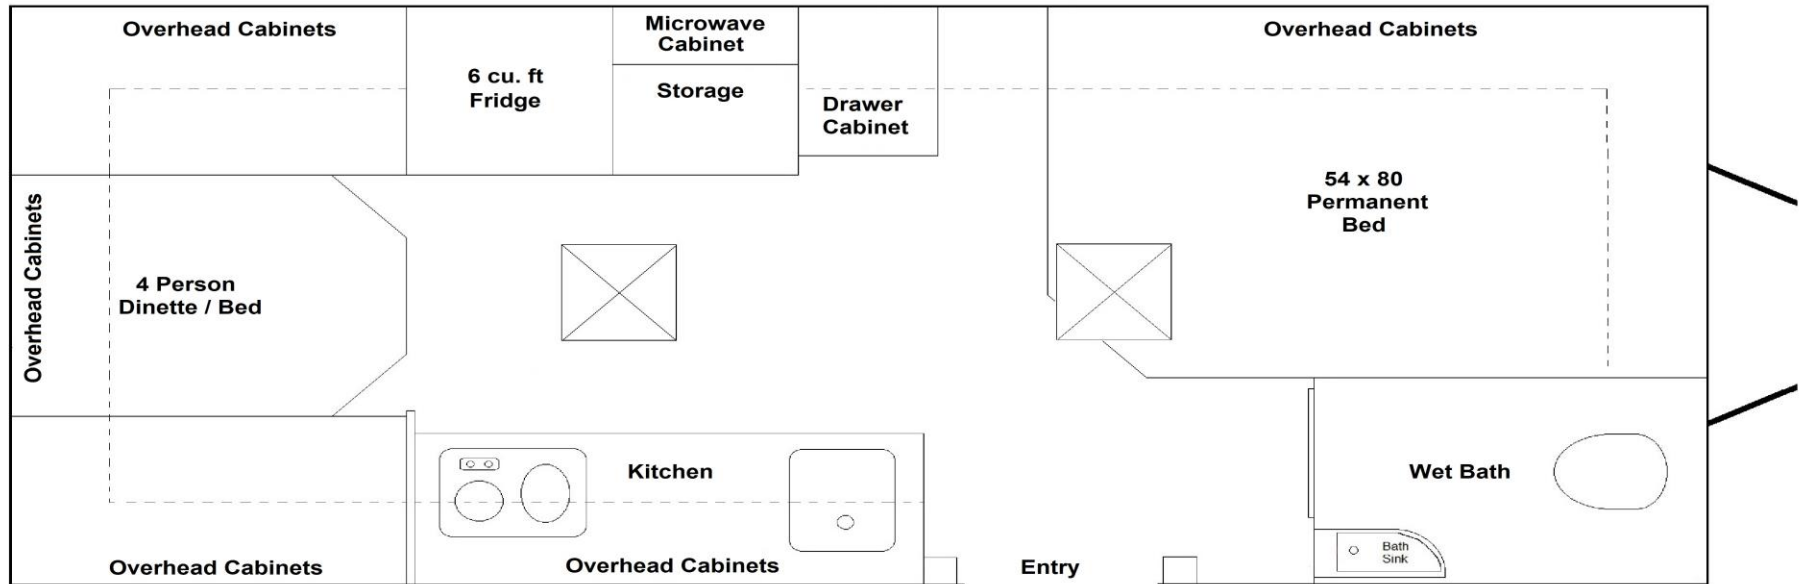 Overhead Cabinets
6 cu. ft
Fridge
Microwave
Cabinet
Storage
Drawer
Cabinet
Overhead Cabinets
54 x 80
Permanent
Bed
Overhead Cabinets
4 Person
Dinette / Bed
Kitchen
Wet Bath
Overhead Cabinets
Overhead Cabinets
Entry
Bath
Sink